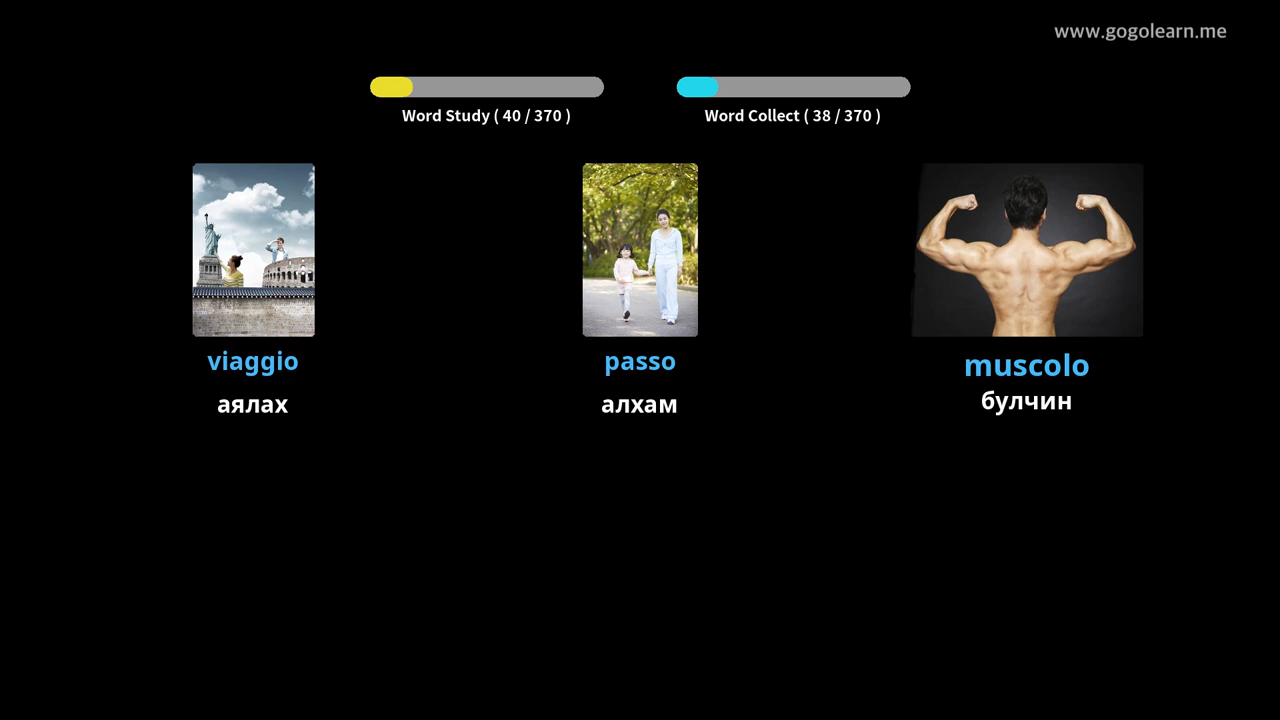 www.gogolearn.me
Word Study ( 40 / 370 )
Word Collect ( 38 / 370 )
viaggio
passo
muscolo
аялах
алхам
булчин